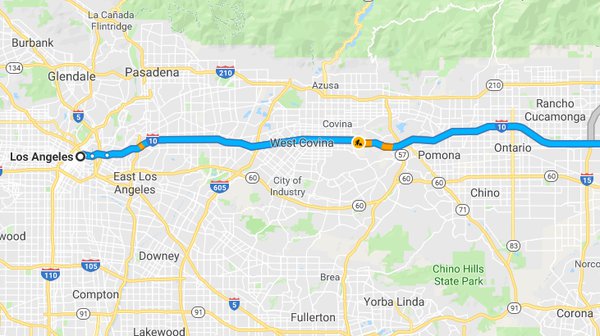 La Cañada
Flintridge
Burbank
134
Pasadena
Glendale
210
Azusa
210
5
Rancho
Cucamonga
Covina
10
10
Los Angeles
West Covina
Ontario
57
Pomona
East Los
Angeles
60
605
City of
Industry
60
60
60
Chino
15
wood
Downey
5
71
83
110
105
Brea
Chino Hills
State Park
Norco
Compton
91
Yorba Linda
91
Fullerton
Corona
Lakewood
91